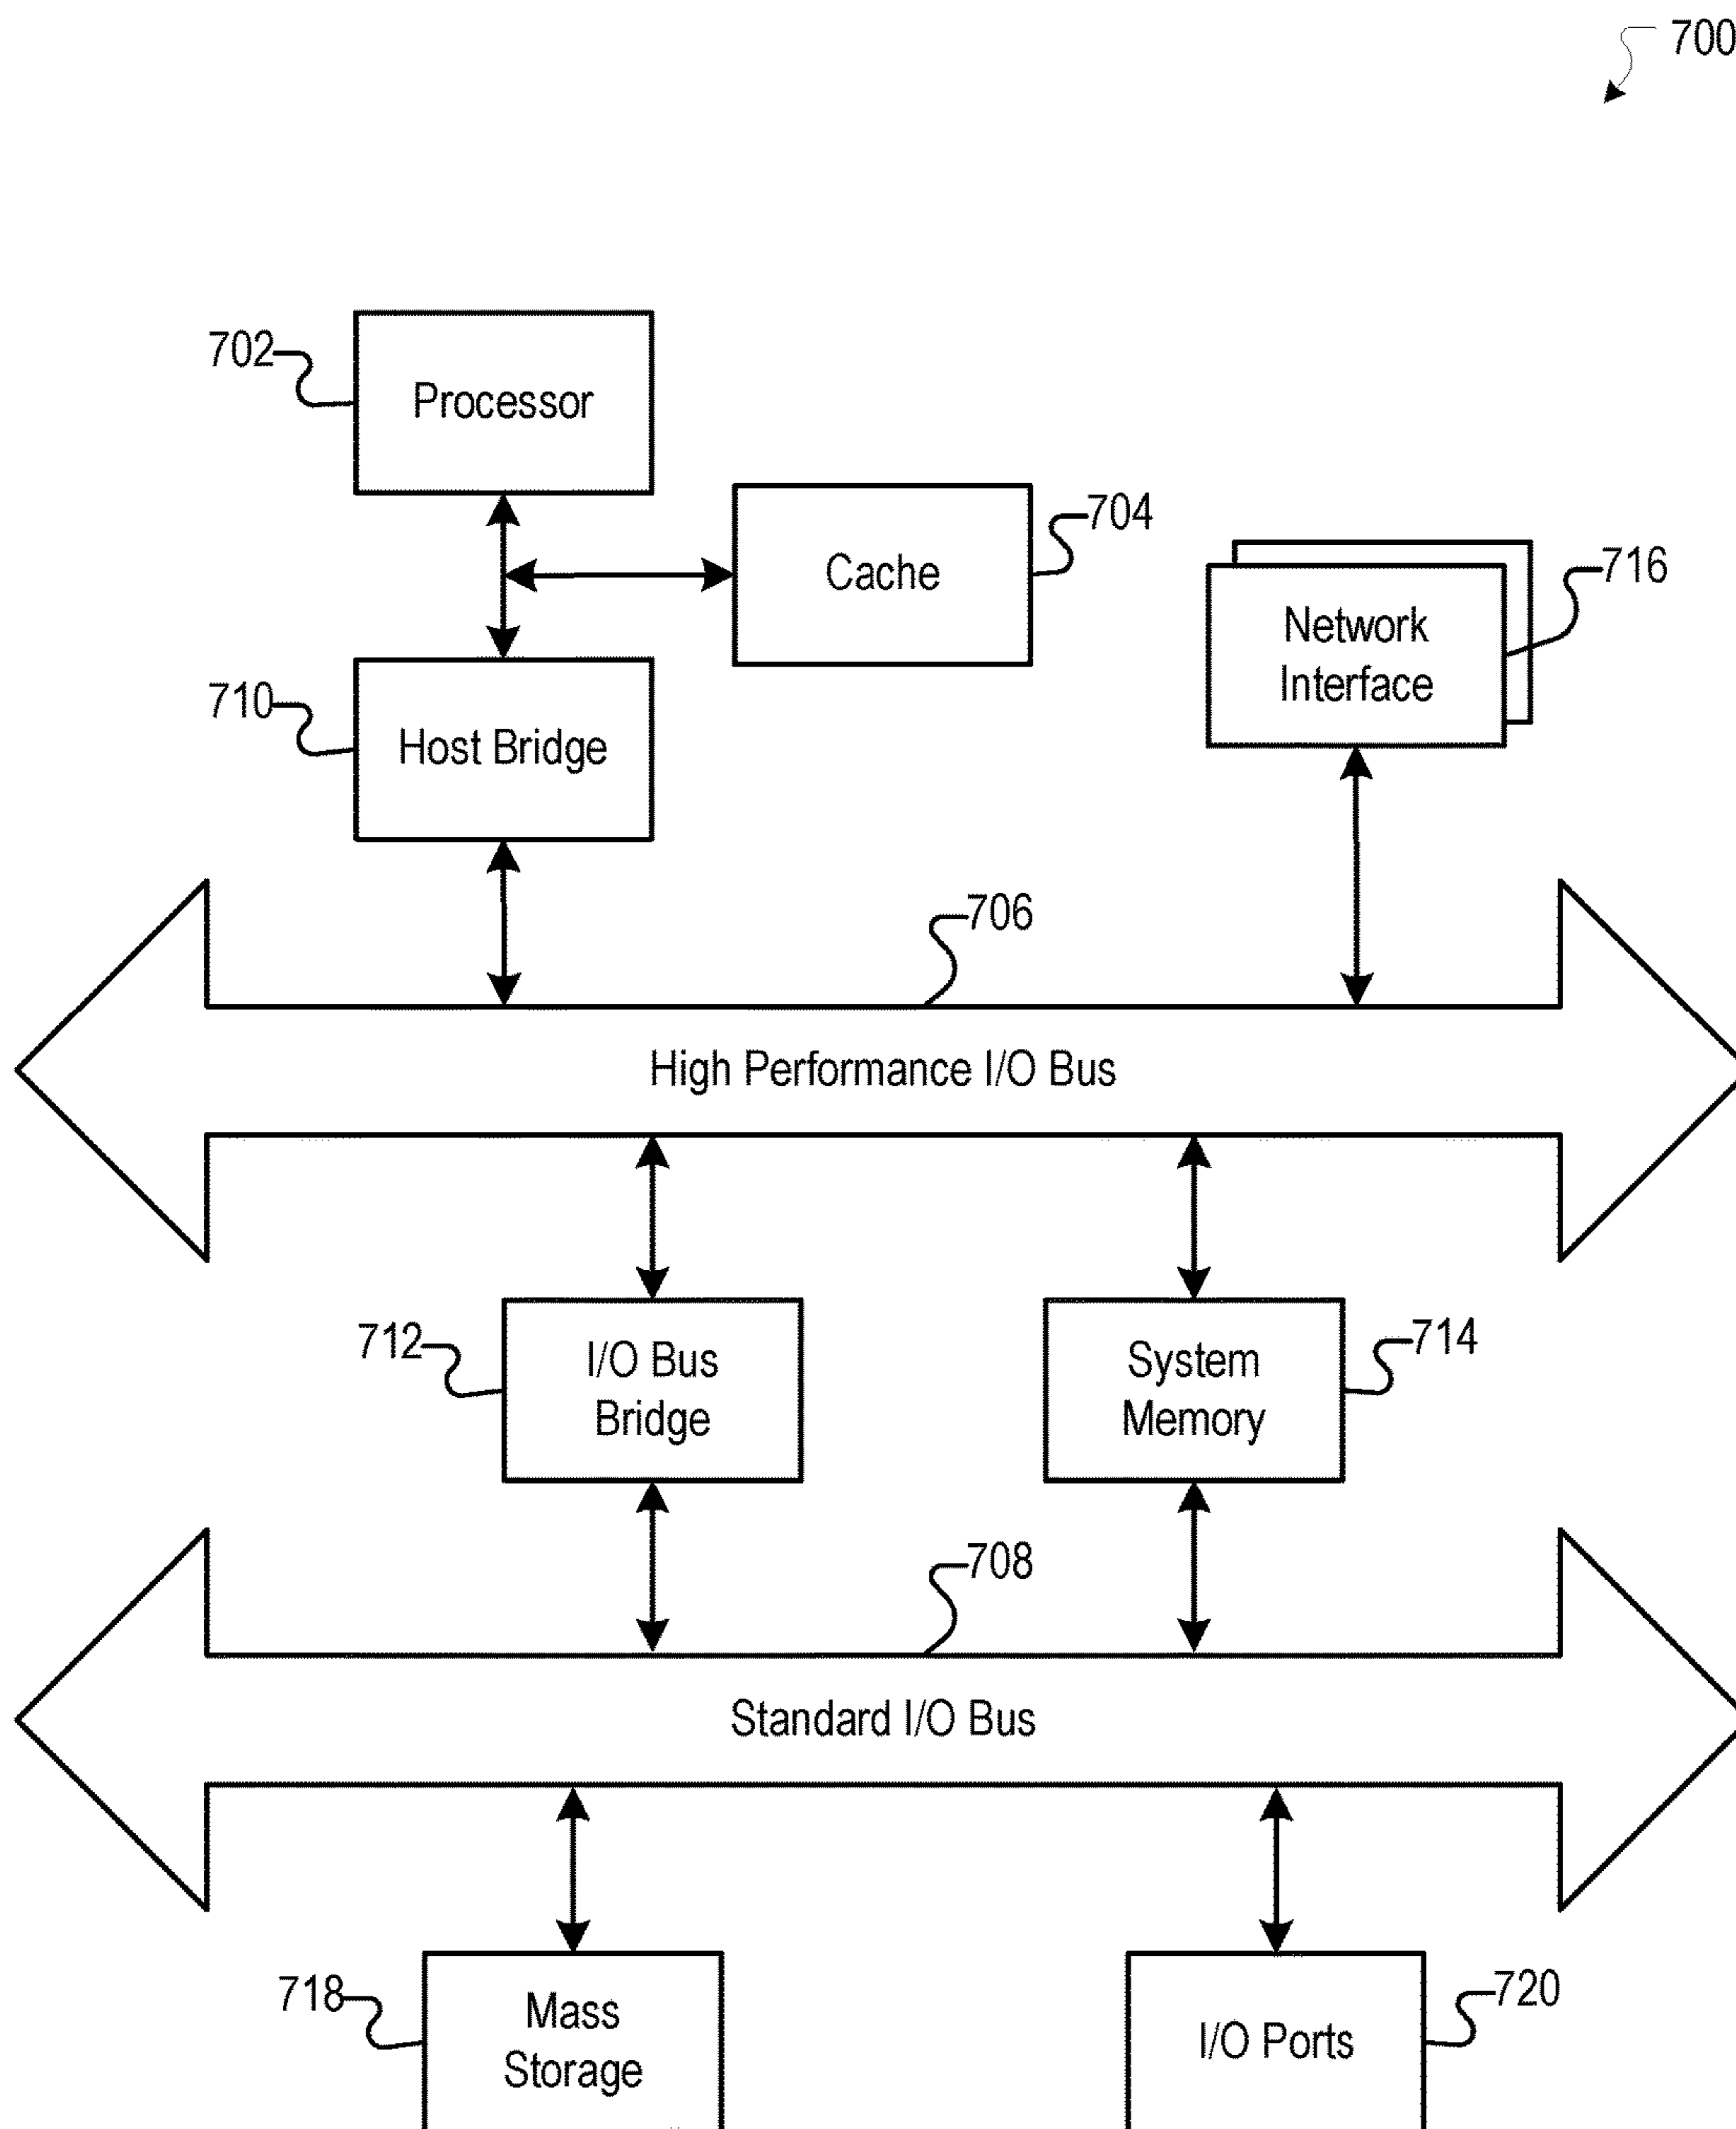 700
702
Processor
704
Cache
716
Network
Interface
710
Host Bridge
706
High Performance I/O Bus
712
I/O Bus
Bridge
714
System
Memory
708
Standard I/O Bus
718
Mass
Storage
720
I/O Ports